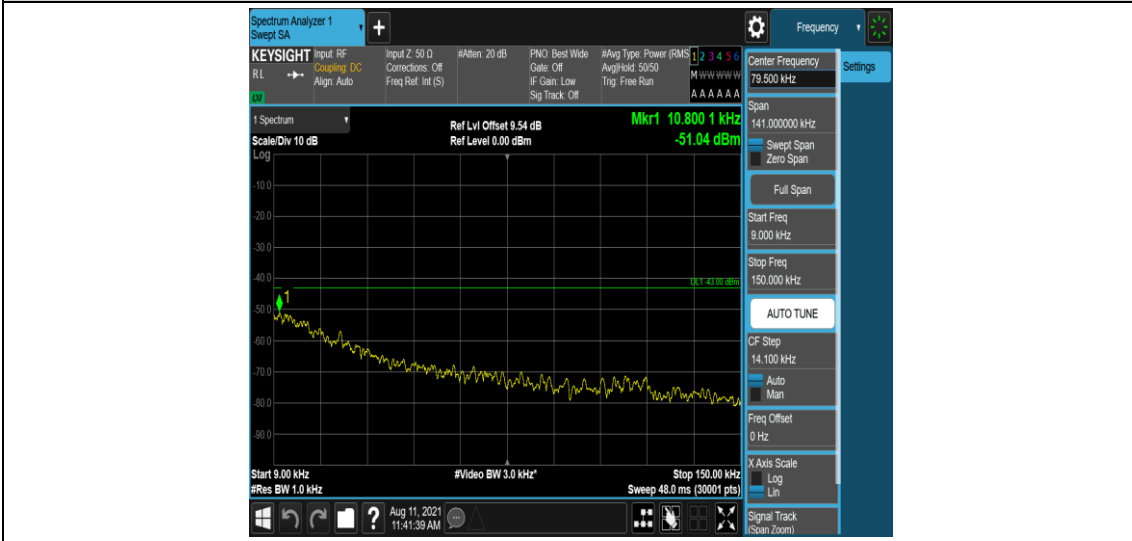 Spectrum Analyzer 1
Swept SA
+
Frequency
KEYSIGHT
RL
Input: RF
Coupling: DC
Align: Auto
Input Z: 50 Ω
Corrections: Off
Freq Ref: Int (S)
#Atten: 20 dB
PNO: Best Wide
Gate: Off
IF Gain: Low
Sig Track: Off
#Avg Type: Power (RMS
Avg|Hold: 50/50
Trig: Free Run
1 2 3 4 5 6
M W W W W W
A A A A A A
1 Spectrum
Scale/Div 10 dB
Log
Ref Lvl Offset 9.54 dB
Ref Level 0.00 dBm
Mkr1 10.800 1 kHz
-51.04 dBm
-10.0
-20.0
-30.0
-40.0
DL1 -43.00 dBm
1
-50.0
-60.0
-70.0
-80.0
-90.0
Start 9.00 kHz
#Res BW 1.0 kHz
#Video BW 3.0 kHz*
Stop 150.00 kHz
Sweep 48.0 ms (30001 pts)
?
Aug 11, 2021
11:41:39 AM
Center Frequency
79.500 kHz
Settings
Span
141.000000 kHz
Swept Span
Zero Span
Full Span
Start Freq
9.000 kHz
Stop Freq
150.000 kHz
AUTO TUNE
CF Step
14.100 kHz
Auto
Man
Freq Offset
0 Hz
X Axis Scale
Log
Lin
Signal Track
(Span Zoom)